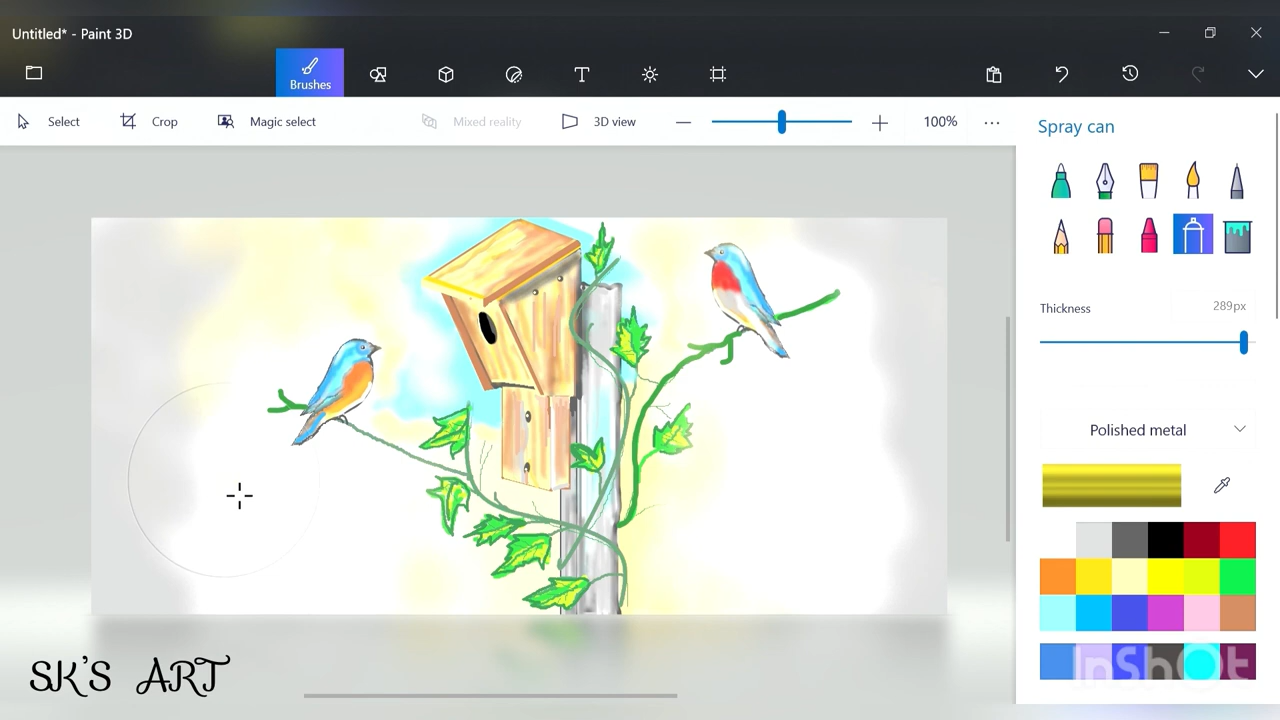 Untitled* - Paint 3D
Brushes
Select
Crop
Magic select
Mixed reality
3D view
100%
Spray can
Thickness
289px
Polished metal
InShOt
SK'S ART